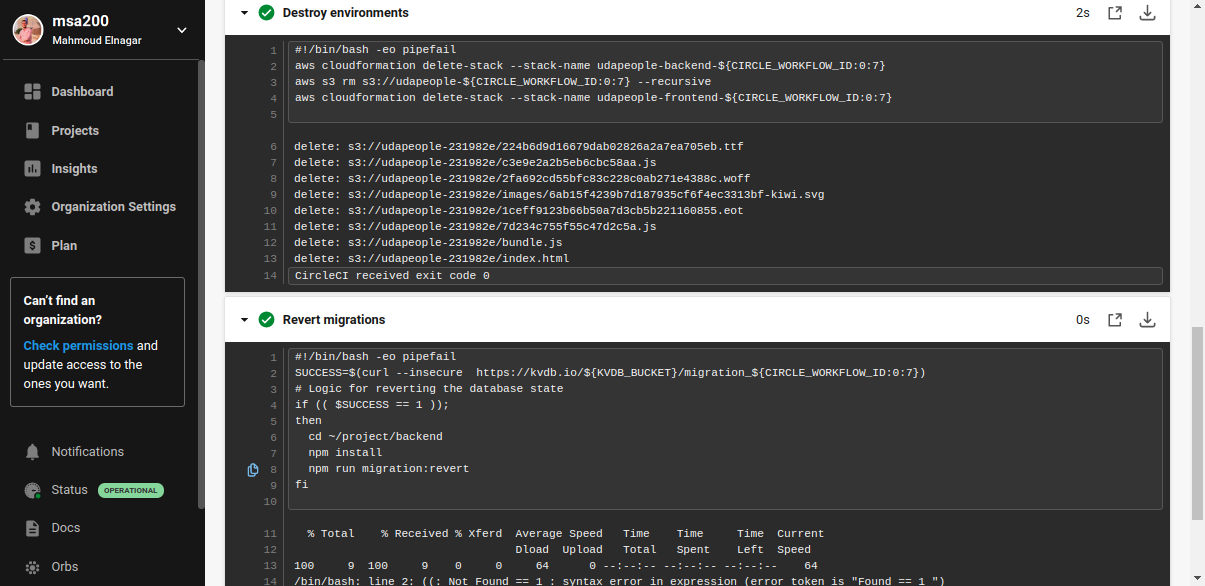 msa200
Mahmoud Elnagar
Dashboard
Projects
Insights
Organization Settings
Plan
Can't find an
organization?
Check permissions and
update access to the
ones you want.
Notifications
Status OPERATIONAL
Docs
Orbs
Destroy environments 2s
1 #!/bin/bash -eo pipefail
2 aws cloudformation delete-stack --stack-name udapeople-backend-${CIRCLE_WORKFLOW_ID:0:7}
3 aws s3 rm s3://udapeople-${CIRCLE_WORKFLOW_ID:0:7} --recursive
4 aws cloudformation delete-stack --stack-name udapeople-frontend-${CIRCLE_WORKFLOW_ID:0:7}
5
6 delete: s3://udapeople-231982e/224b6d9d16679dab02826a2a7ea705eb.ttf
7 delete: s3://udapeople-231982e/c3e9e2a2b5eb6cbc58aa.js
8 delete: s3://udapeople-231982e/2fa692cd55bfc83c228c0ab271e4388c.woff
9 delete: s3://udapeople-231982e/images/6ab15f4239b7d187935cf6f4ec3313bf-kiwi.svg
10 delete: s3://udapeople-231982e/1ceff9123b66b50a7d3cb5b221160855.eot
11 delete: s3://udapeople-231982e/7d234c755f55c47d2c5a.js
12 delete: s3://udapeople-231982e/bundle.js
13 delete: s3://udapeople-231982e/index.html
14 CircleCI received exit code 0
Revert migrations 0s
1 #!/bin/bash -eo pipefail
2 SUCCESS=$(curl --insecure  https://kvdb.io/${KVDB_BUCKET}/migration_${CIRCLE_WORKFLOW_ID:0:7})
3 # Logic for reverting the database state
4 if (( $SUCCESS == 1 ));
5 then
6   cd ~/project/backend
7   npm install
8   npm run migration:revert
9 fi
10
11   % Total    % Received % Xferd  Average Speed   Time    Time     Time  Current
12                                  Dload  Upload   Total   Spent    Left  Speed
13 100     9  100     9    0     0     64      0 --:--:-- --:--:-- --:--:--    64
14 /bin/bash: line 2: ((: Not Found == 1 : syntax error in expression (error token is "Found == 1 ")